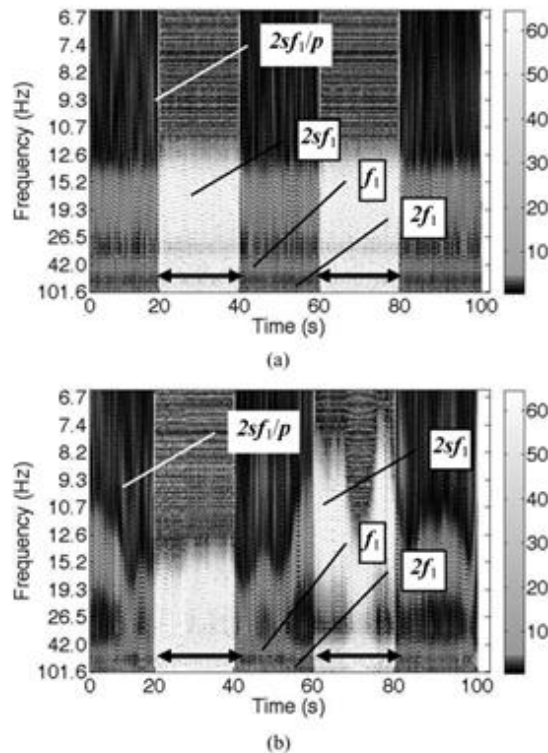 6.7
7.4
8.2
9.3
10.7
12.6
15.2
19.3
26.5
42.0
101.6
Frequency (Hz)
2sf₁/p
2sf₁
f₁
2f₁
0 20 40 60 80 100
Time (s)
60
50
40
30
20
10
(a)
6.7
7.4
8.2
9.3
10.7
12.6
15.2
19.3
26.5
42.0
101.6
Frequency (Hz)
2sf₁/p
2sf₁
f₁
2f₁
0 20 40 60 80 100
Time (s)
60
50
40
30
20
10
(b)